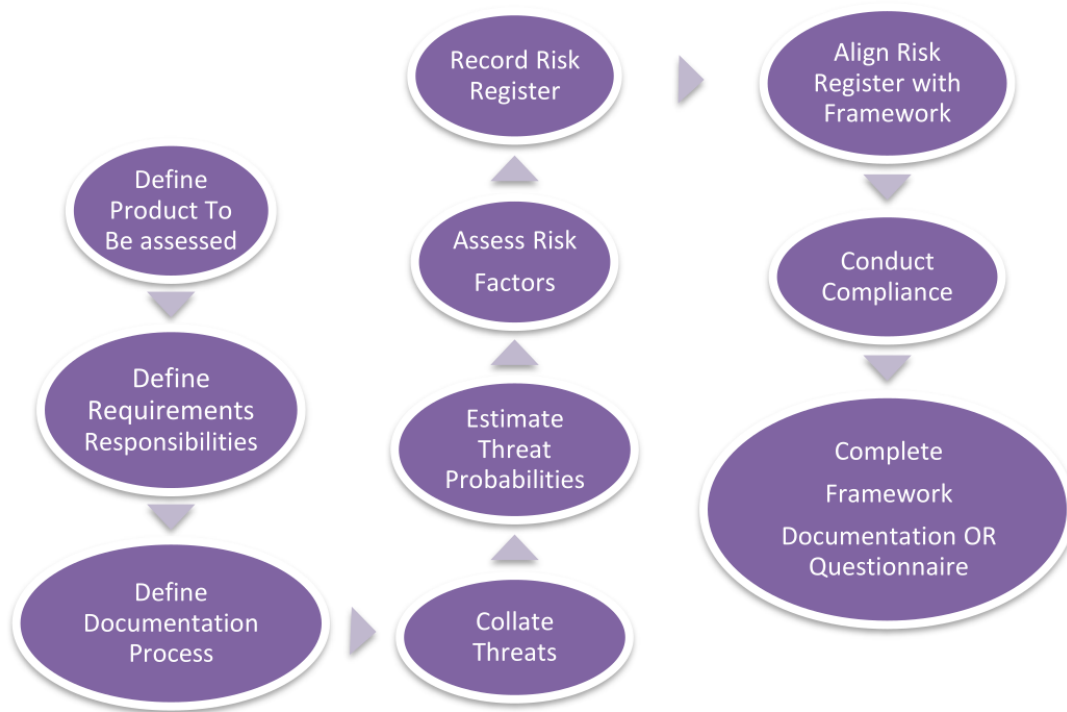 Define
Product To
Be assessed
Define
Requirements
Responsibilities
Define
Documentation
Process
Collate
Threats
Estimate
Threat
Probabilities
Assess Risk
Factors
Record Risk
Register
Align Risk
Register with
Framework
Conduct
Compliance
Complete
Framework
Documentation OR
Questionnaire